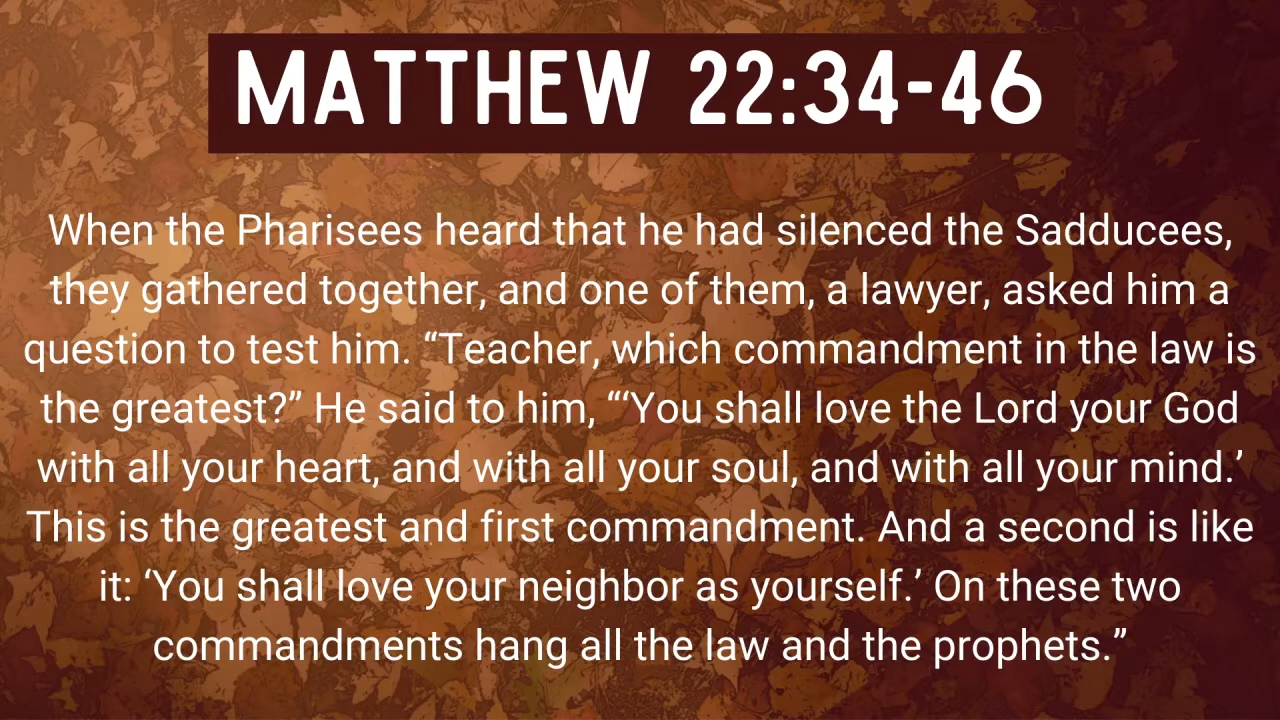 MATTHEW 22:34-46
When the Pharisees heard that he had silenced the Sadducees,
they gathered together, and one of them, a lawyer, asked him a
question to test him. “Teacher, which commandment in the law is
the greatest?” He said to him, “‘You shall love the Lord your God
with all your heart, and with all your soul, and with all your mind.’
This is the greatest and first commandment. And a second is like
it: ‘You shall love your neighbor as yourself.’ On these two
commandments hang all the law and the prophets.”